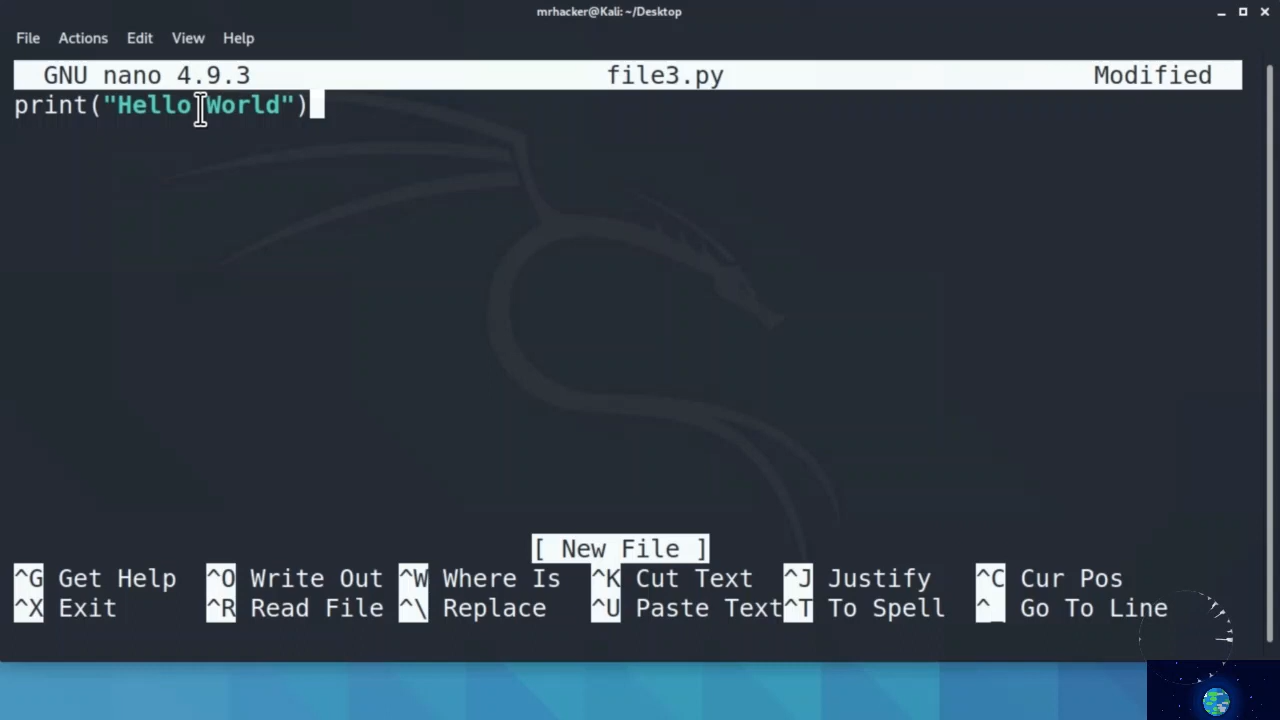 mrhacker@Kali: ~/Desktop
File Actions Edit View Help
GNU nano 4.9.3 file3.py Modified
print("Hello World")
[ New File ]
^G Get Help ^O Write Out ^W Where Is ^K Cut Text ^J Justify ^C Cur Pos
^X Exit ^R Read File ^\ Replace ^U Paste Text ^T To Spell ^_ Go To Line